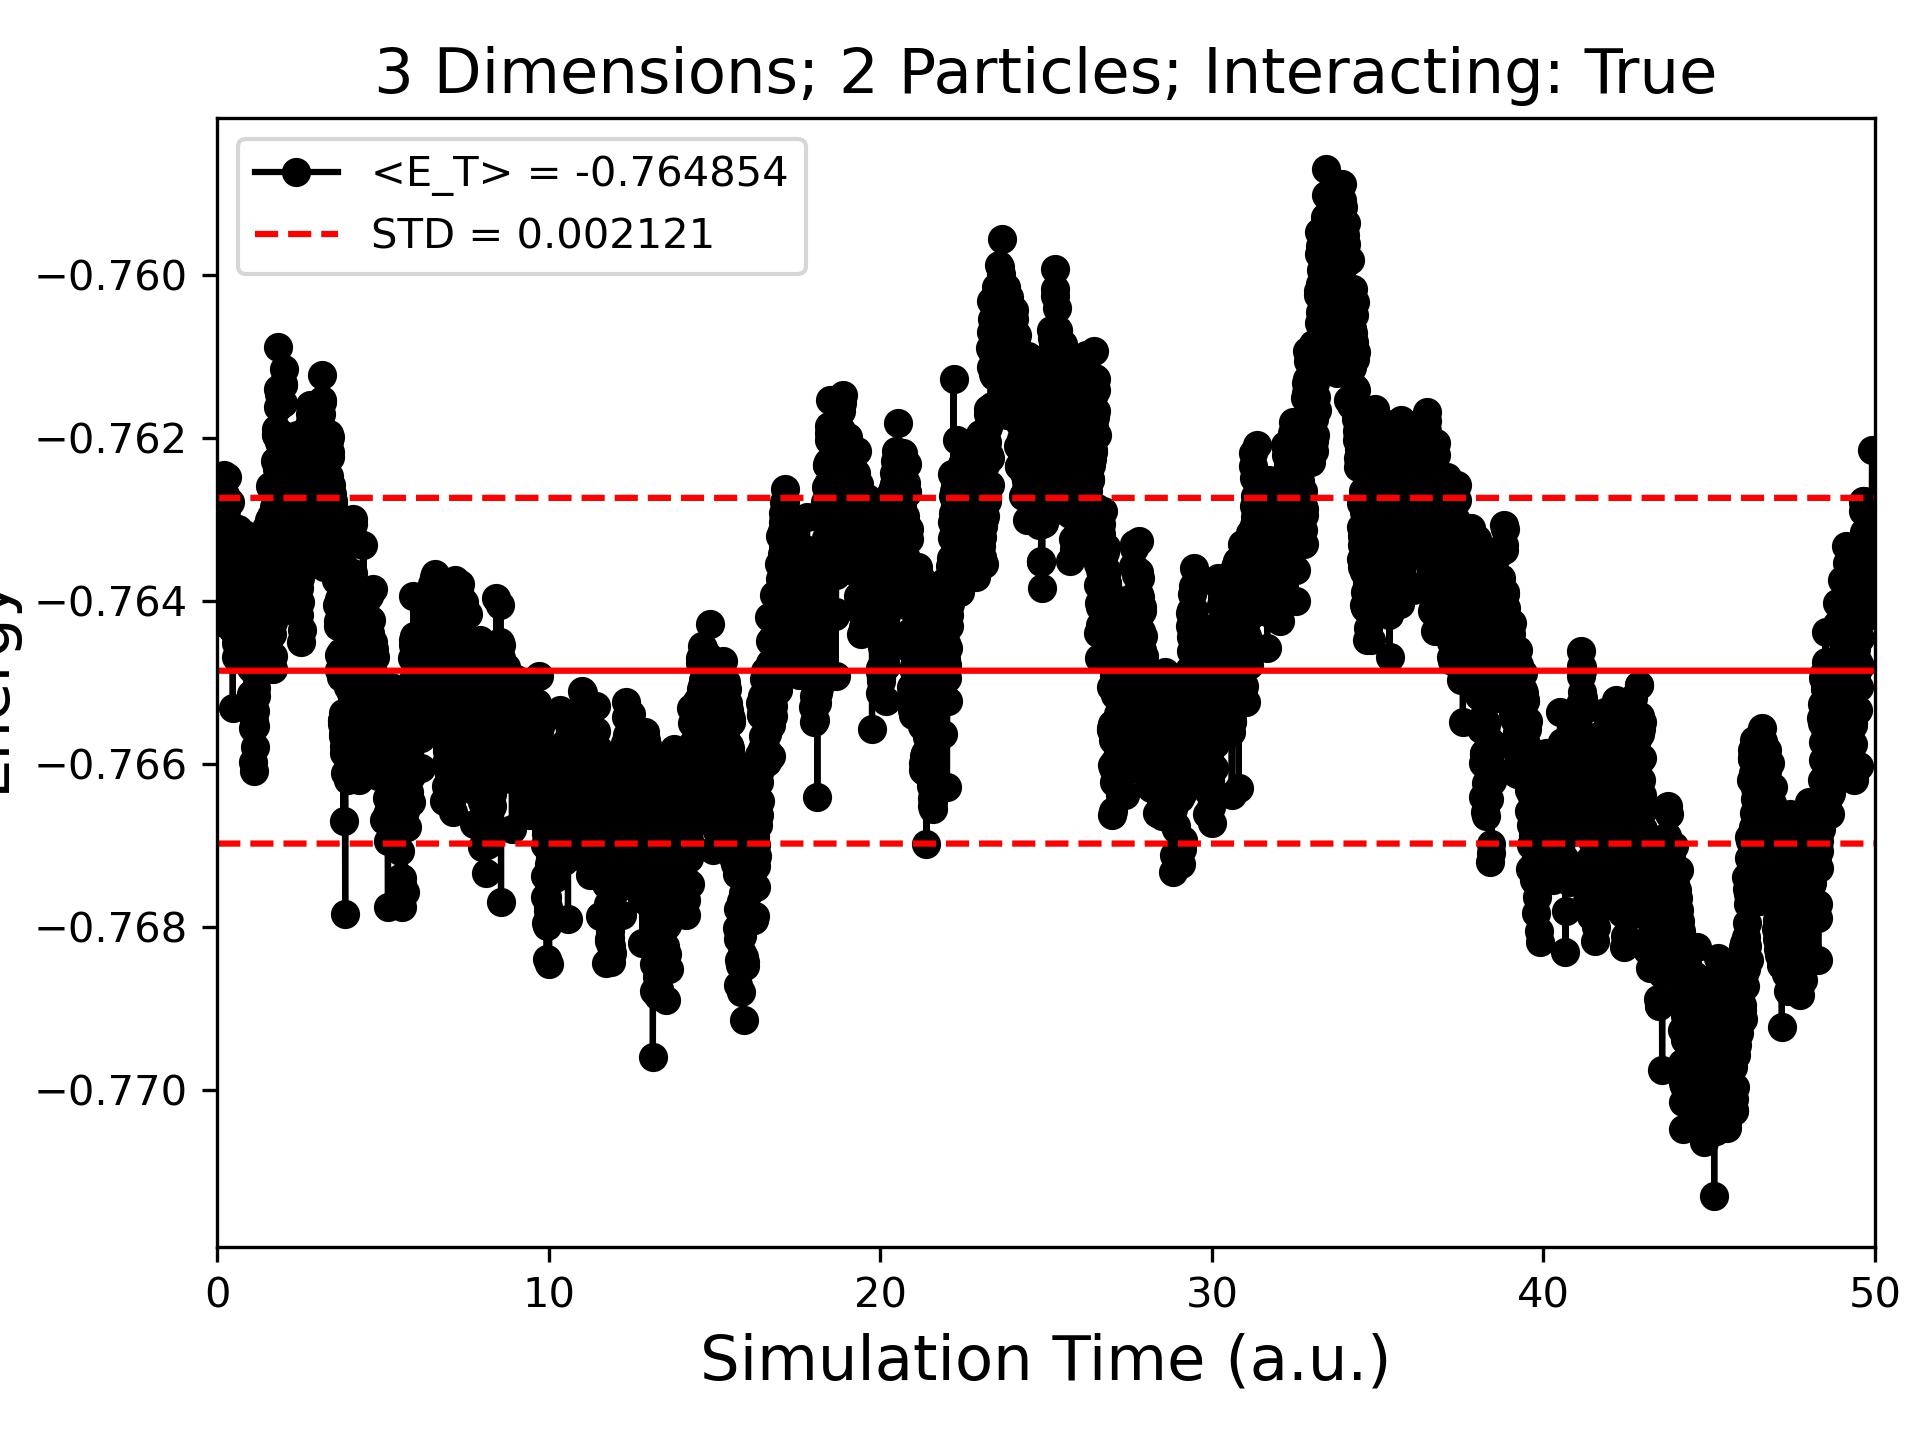 3 Dimensions; 2 Particles; Interacting: True
<E_T> = -0.764854
STD = 0.002121
−0.760
−0.762
−0.764
−0.766
−0.768
−0.770
Energy
0 10 20 30 40 50
Simulation Time (a.u.)